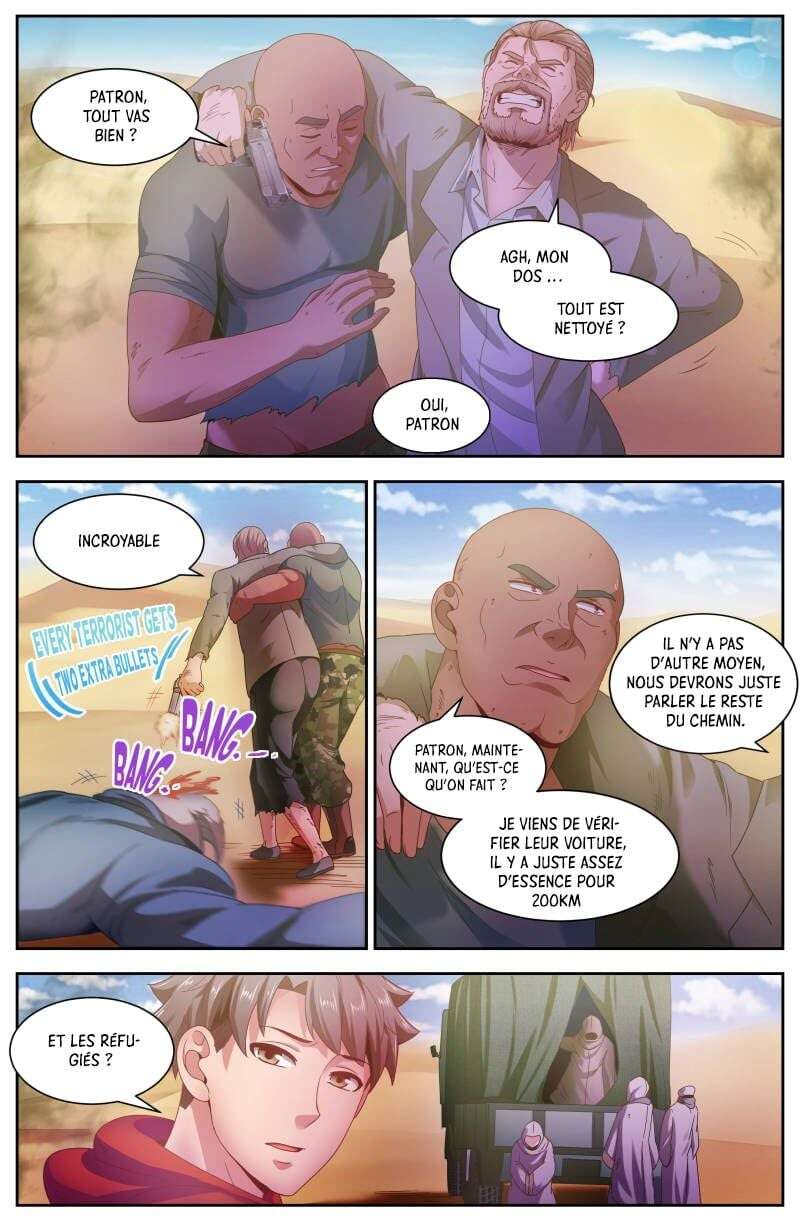 PATRON,
TOUT VAS
BIEN ?
AGH, MON
DOS ...
TOUT EST
NETTOYÉ ?
OUI,
PATRON
INCROYABLE
EVERY TERRORIST GETS
TWO EXTRA BULLETS
BANG...
BANG...
IL N'Y A PAS
D'AUTRE MOYEN,
NOUS DEVRONS JUSTE
PARLER LE RESTE
DU CHEMIN.
PATRON, MAINTE-
NANT, QU'EST-CE
QU'ON FAIT ?
JE VIENS DE VÉRI-
FIER LEUR VOITURE,
IL Y A JUSTE ASSEZ
D'ESSENCE POUR
200KM
ET LES RÉFU-
GIÉS ?